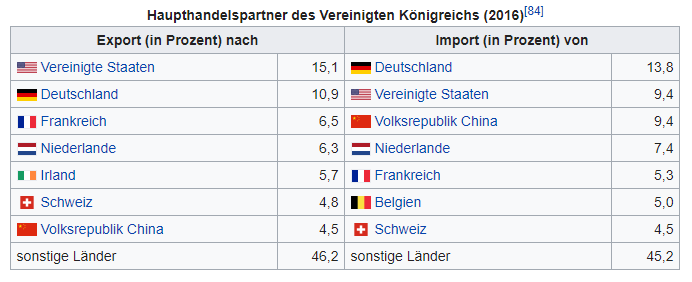 Haupthandelspartner des Vereinigten Königreichs (2016)[84]
Export (in Prozent) nach Import (in Prozent) von
Vereinigte Staaten 15,1 Deutschland 13,8
Deutschland 10,9 Vereinigte Staaten 9,4
Frankreich 6,5 Volksrepublik China 9,4
Niederlande 6,3 Niederlande 7,4
Irland 5,7 Frankreich 5,3
Schweiz 4,8 Belgien 5,0
Volksrepublik China 4,5 Schweiz 4,5
sonstige Länder 46,2 sonstige Länder 45,2